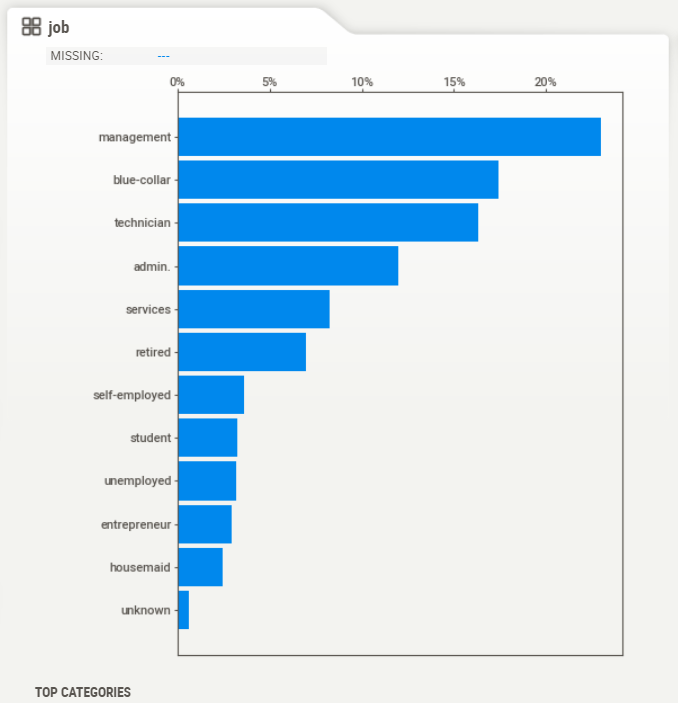 job
MISSING: ---
0% 5% 10% 15% 20%
management
blue-collar
technician
admin.
services
retired
self-employed
student
unemployed
entrepreneur
housemaid
unknown
TOP CATEGORIES